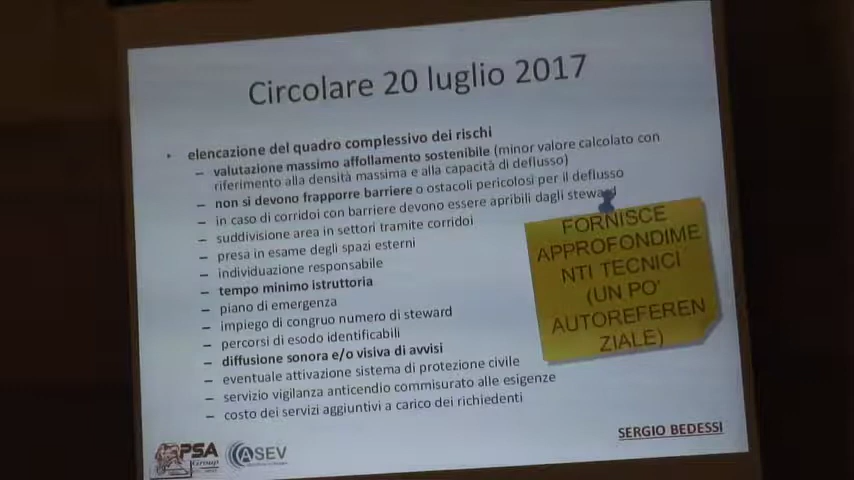 Circolare 20 luglio 2017
• elencazione del quadro complessivo dei rischi
– valutazione massimo affollamento sostenibile (minor valore calcolato con
riferimento alla densità massima e alla capacità di deflusso)
– non si devono frapporre barriere o ostacoli pericolosi per il deflusso
– in caso di corridoi con barriere devono essere apribili dagli steward
– suddivisione area in settori tramite corridoi
– presa in esame degli spazi esterni
– individuazione responsabile
– tempo minimo istruttoria
– piano di emergenza
– impiego di congruo numero di steward
– percorsi di esodo identificabili
– diffusione sonora e/o visiva di avvisi
– eventuale attivazione sistema di protezione civile
– servizio vigilanza anticendio commisurato alle esigenze
– costo dei servizi aggiuntivi a carico dei richiedenti
FORNISCE
APPROFONDIME
NTI TECNICI
(UN PO'
AUTOREFEREN
ZIALE)
SERGIO BEDESSI
PSA
Group
ASEV